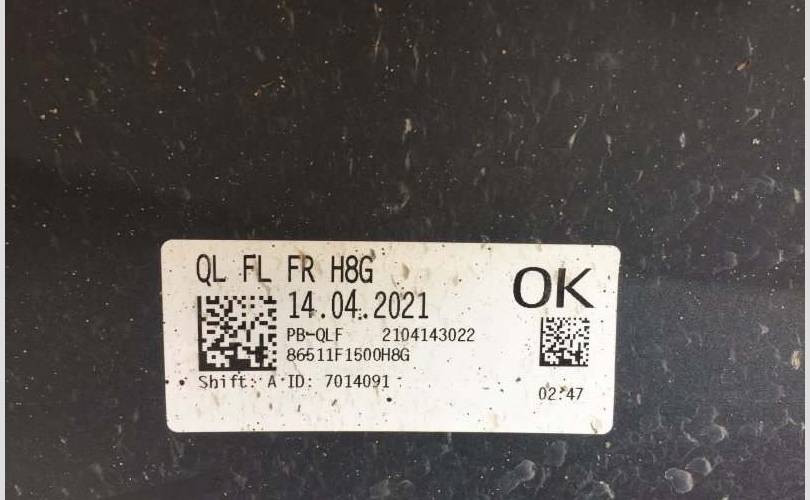 QL FL FR H8G
OK
14.04.2021
PB-QLF 2104143022
86511F1500H8G
Shift: A ID: 7014091
02:47